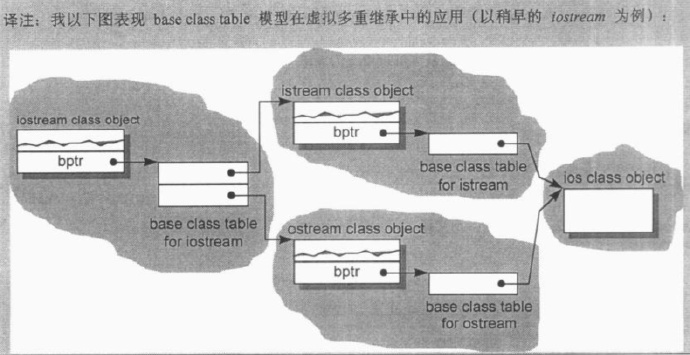 译注：我以下图表现 base class table 模型在虚拟多重继承中的应用（以稍早的 iostream 为例）：
iostream class object
bptr
base class table
for iostream
istream class object
bptr
base class table
for istream
ostream class object
bptr
base class table
for ostream
ios class object